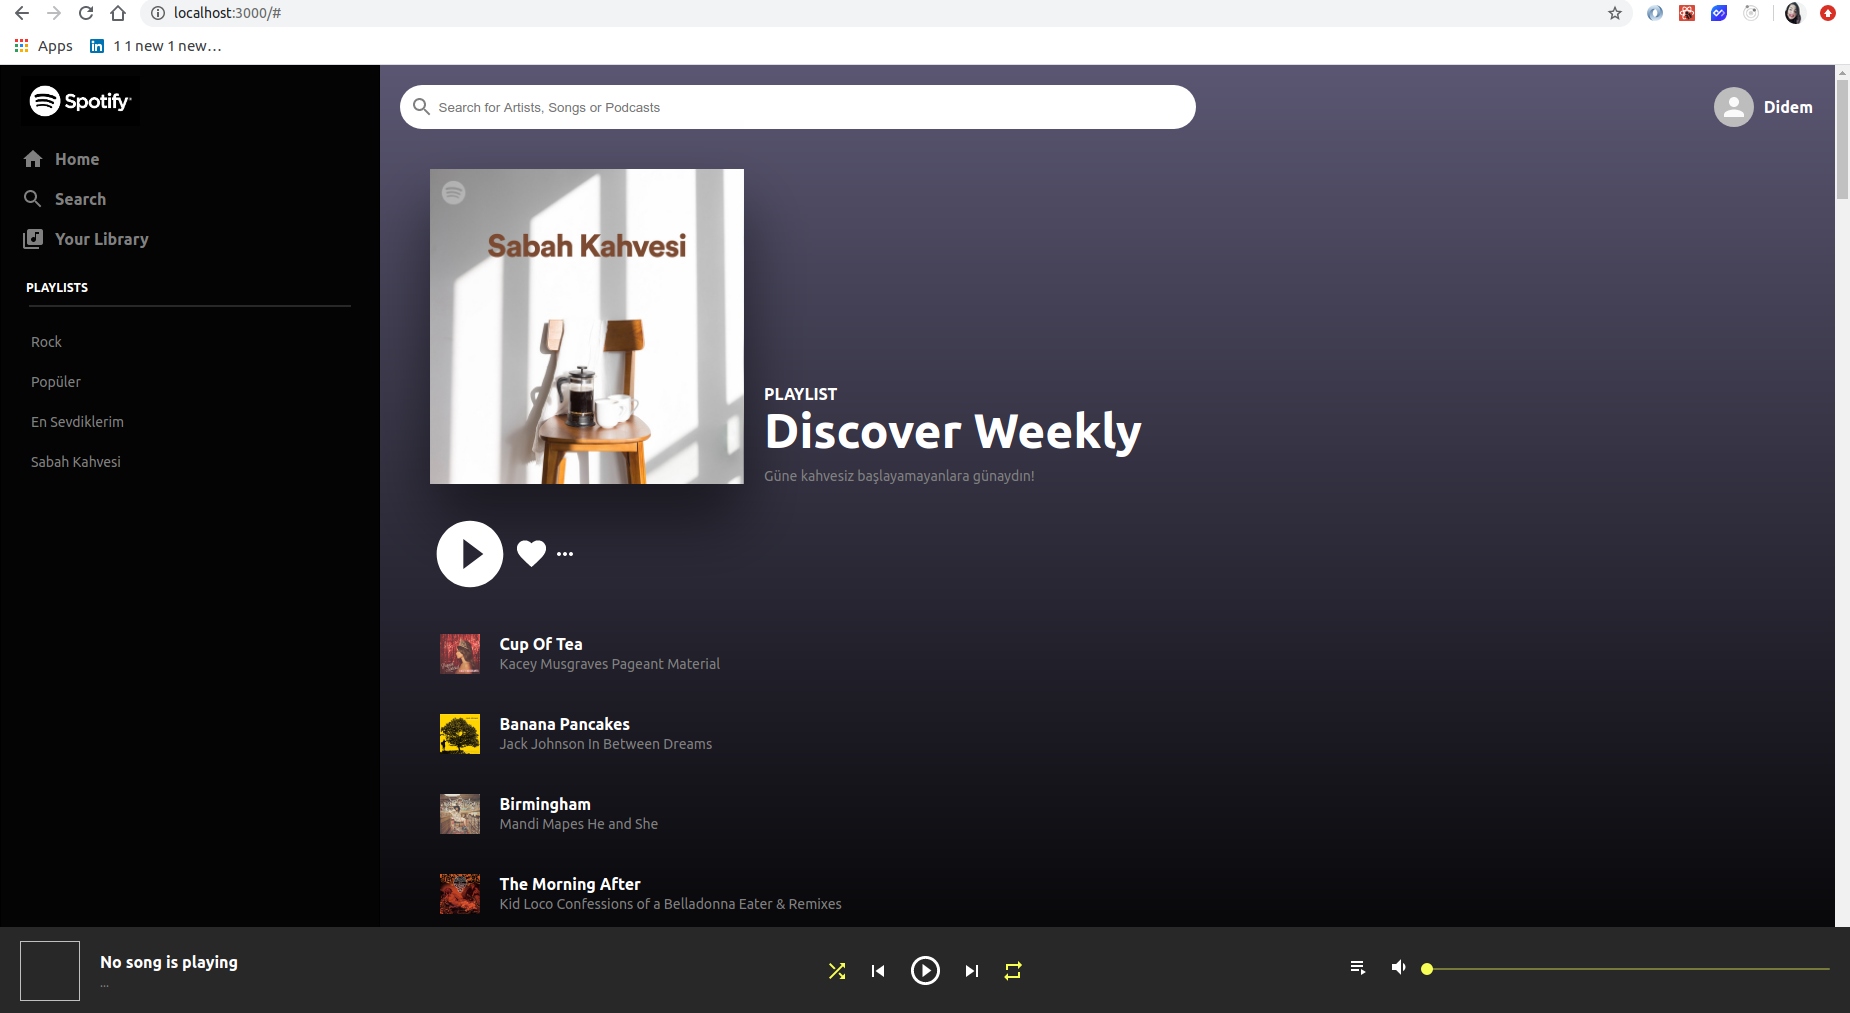 localhost:3000/#
Apps
1 1 new 1 new…
Spotify
Home
Search
Your Library
PLAYLISTS
Rock
Popüler
En Sevdiklerim
Sabah Kahvesi
Search for Artists, Songs or Podcasts
Didem
Sabah Kahvesi
PLAYLIST
Discover Weekly
Güne kahvesiz başlayamayanlara günaydın!
Cup Of Tea
Kacey Musgraves Pageant Material
Banana Pancakes
Jack Johnson In Between Dreams
Birmingham
Mandi Mapes He and She
The Morning After
Kid Loco Confessions of a Belladonna Eater & Remixes
No song is playing
...